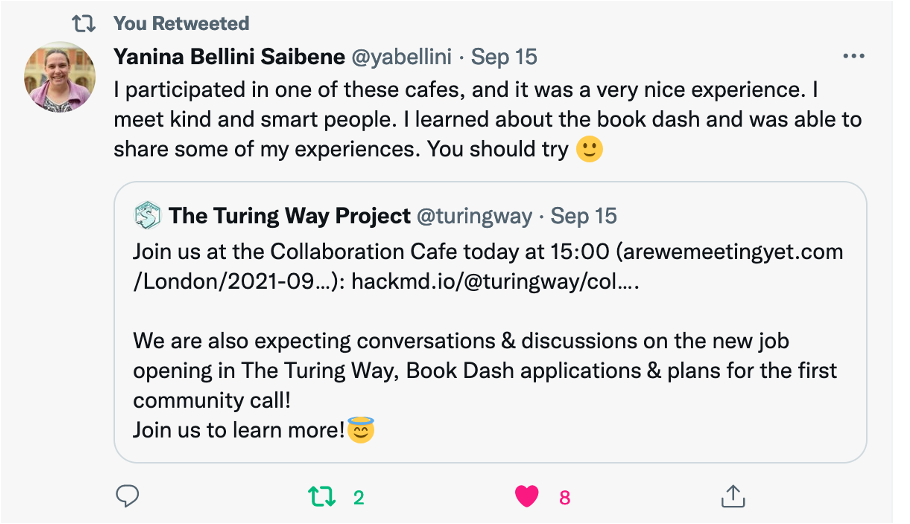 You Retweeted
Yanina Bellini Saibene @yabellini · Sep 15
I participated in one of these cafes, and it was a very nice experience. I
meet kind and smart people. I learned about the book dash and was able to
share some of my experiences. You should try 🙂
The Turing Way Project @turingway · Sep 15
Join us at the Collaboration Cafe today at 15:00 (arewemeetingyet.com
/London/2021-09...): hackmd.io/@turingway/col....
We are also expecting conversations & discussions on the new job
opening in The Turing Way, Book Dash applications & plans for the first
community call!
Join us to learn more!😇
2 8